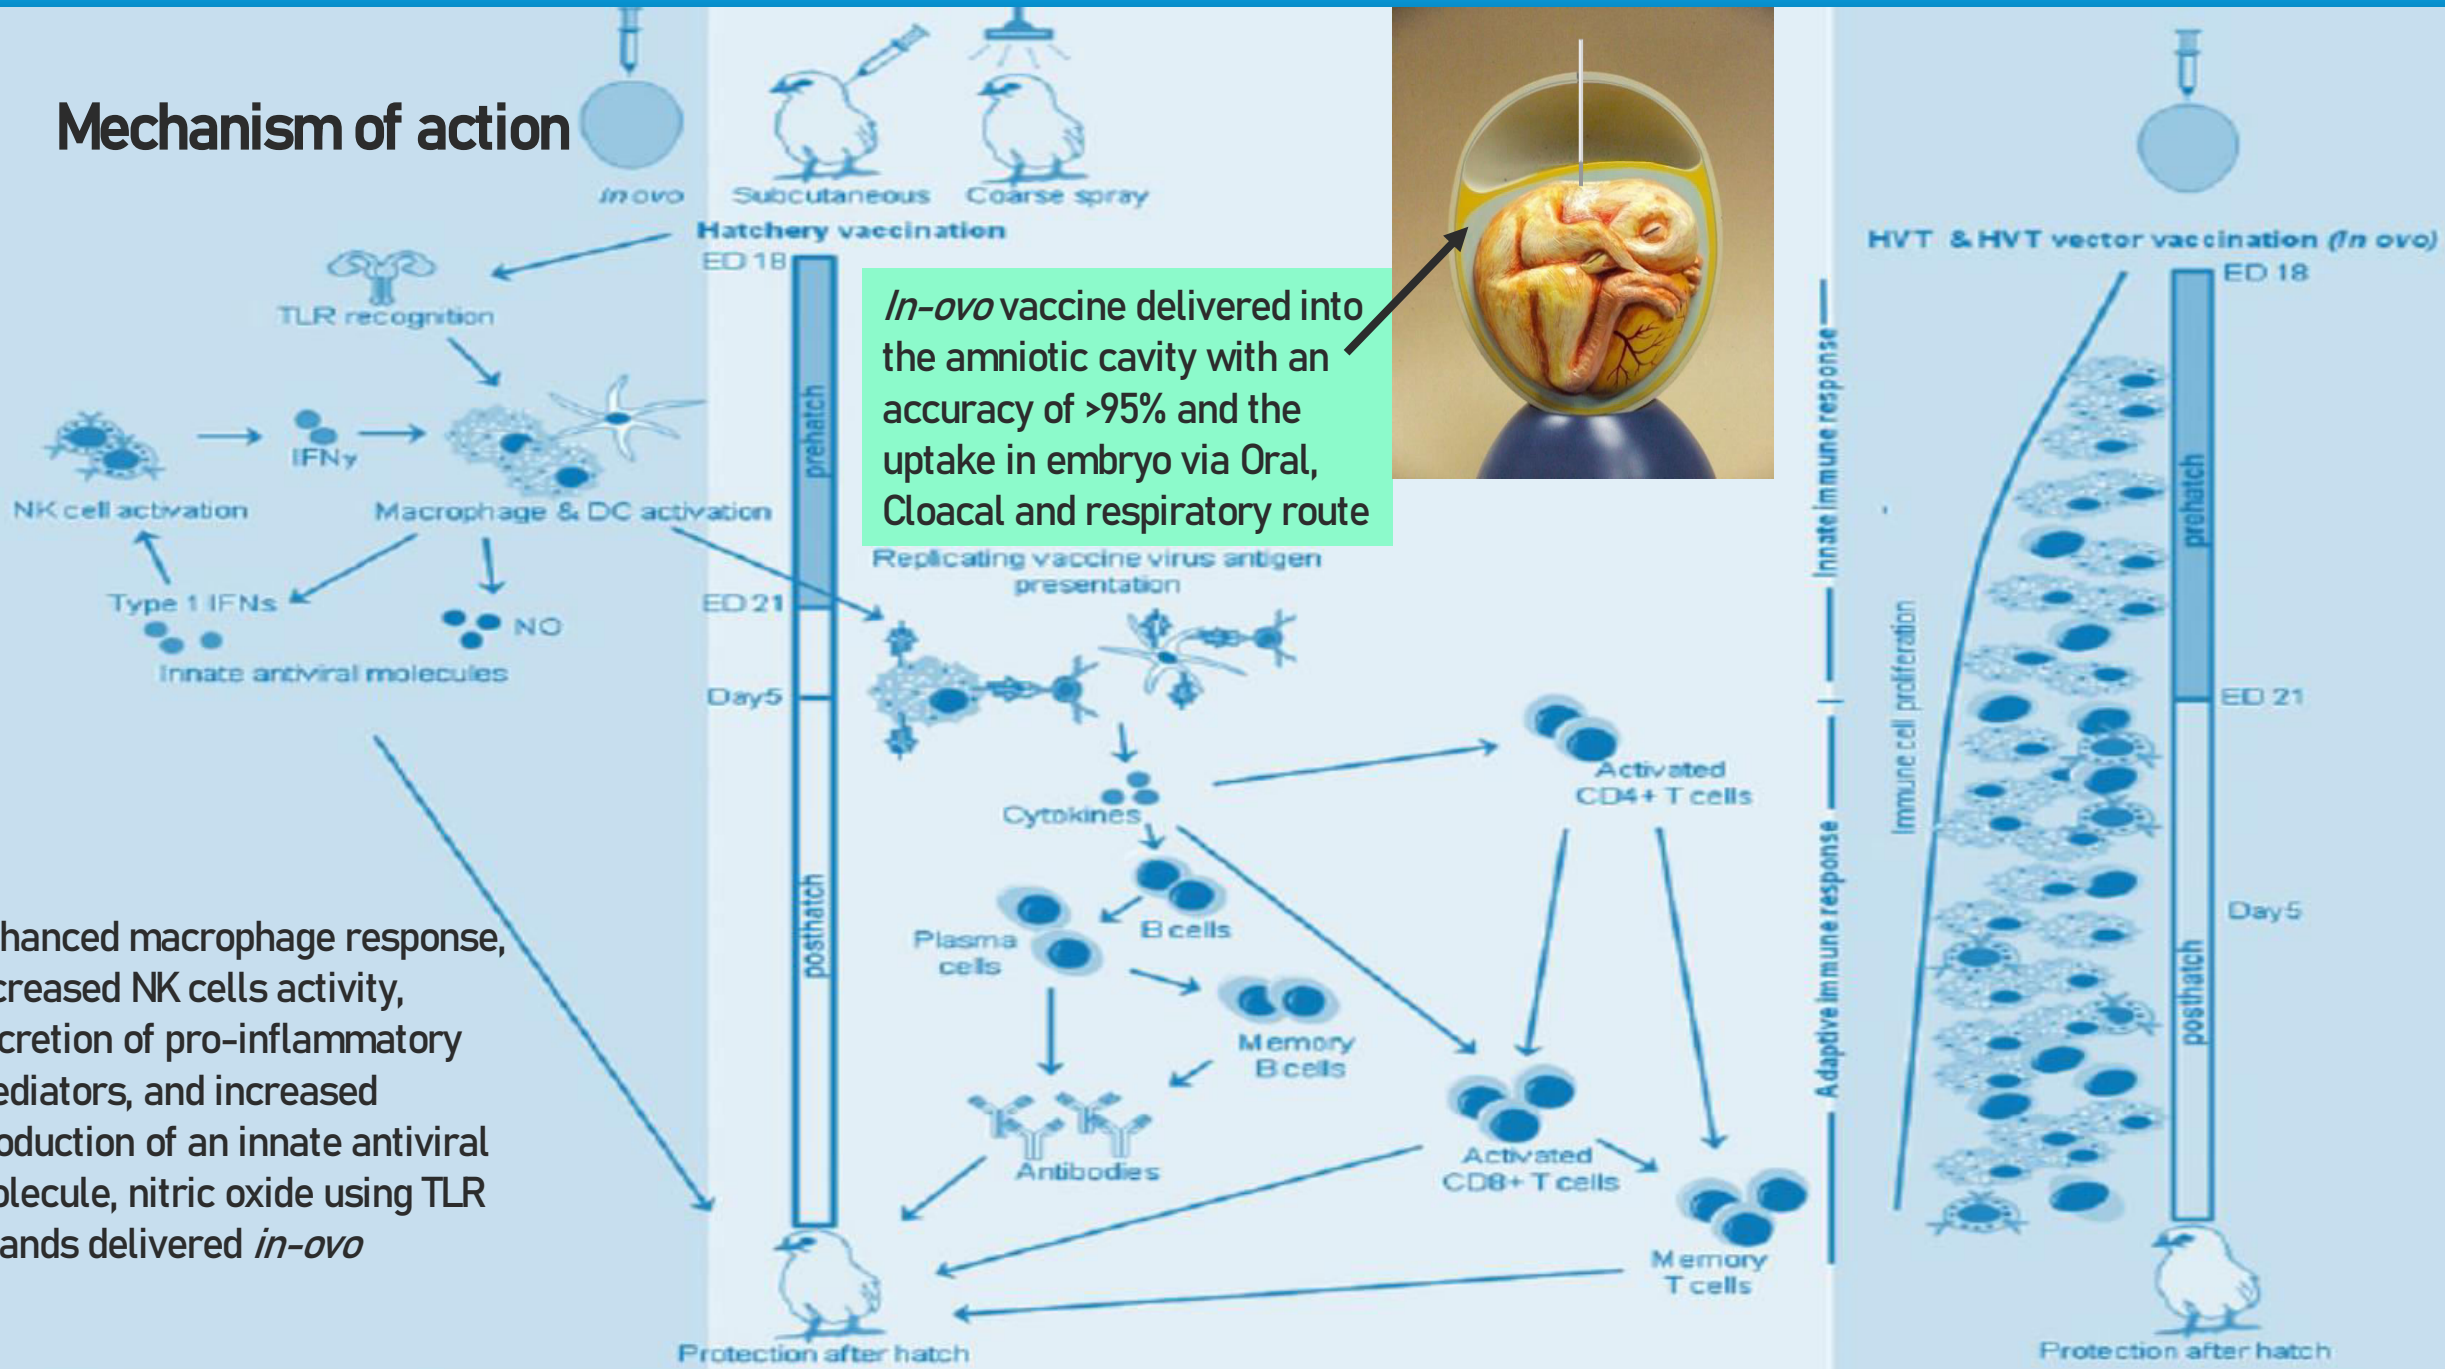 Mechanism of action
In ovo
Subcutaneous
Coarse spray
Hatchery vaccination
ED 18
TLR recognition
NK cell activation
IFNγ
Macrophage & DC activation
Type 1 IFNs
NO
Innate antiviral molecules
prehatch
ED 21
Day5
posthatch
In-ovo vaccine delivered into
the amniotic cavity with an
accuracy of >95% and the
uptake in embryo via Oral,
Cloacal and respiratory route
Replicating vaccine virus antigen
presentation
Cytokines
Activated
CD4+ T cells
B cells
Plasma
cells
Memory
B cells
Antibodies
Activated
CD8+ T cells
Memory
T cells
Protection after hatch
hanced macrophage response,
creased NK cells activity,
cretion of pro-inflammatory
ediators, and increased
oduction of an innate antiviral
olecule, nitric oxide using TLR
ands delivered in-ovo
Innate immune response
Adaptive immune response
HVT & HVT vector vaccination (In ovo)
ED 18
Immune cell proliferation
prehatch
ED 21
Day5
posthatch
Protection after hatch